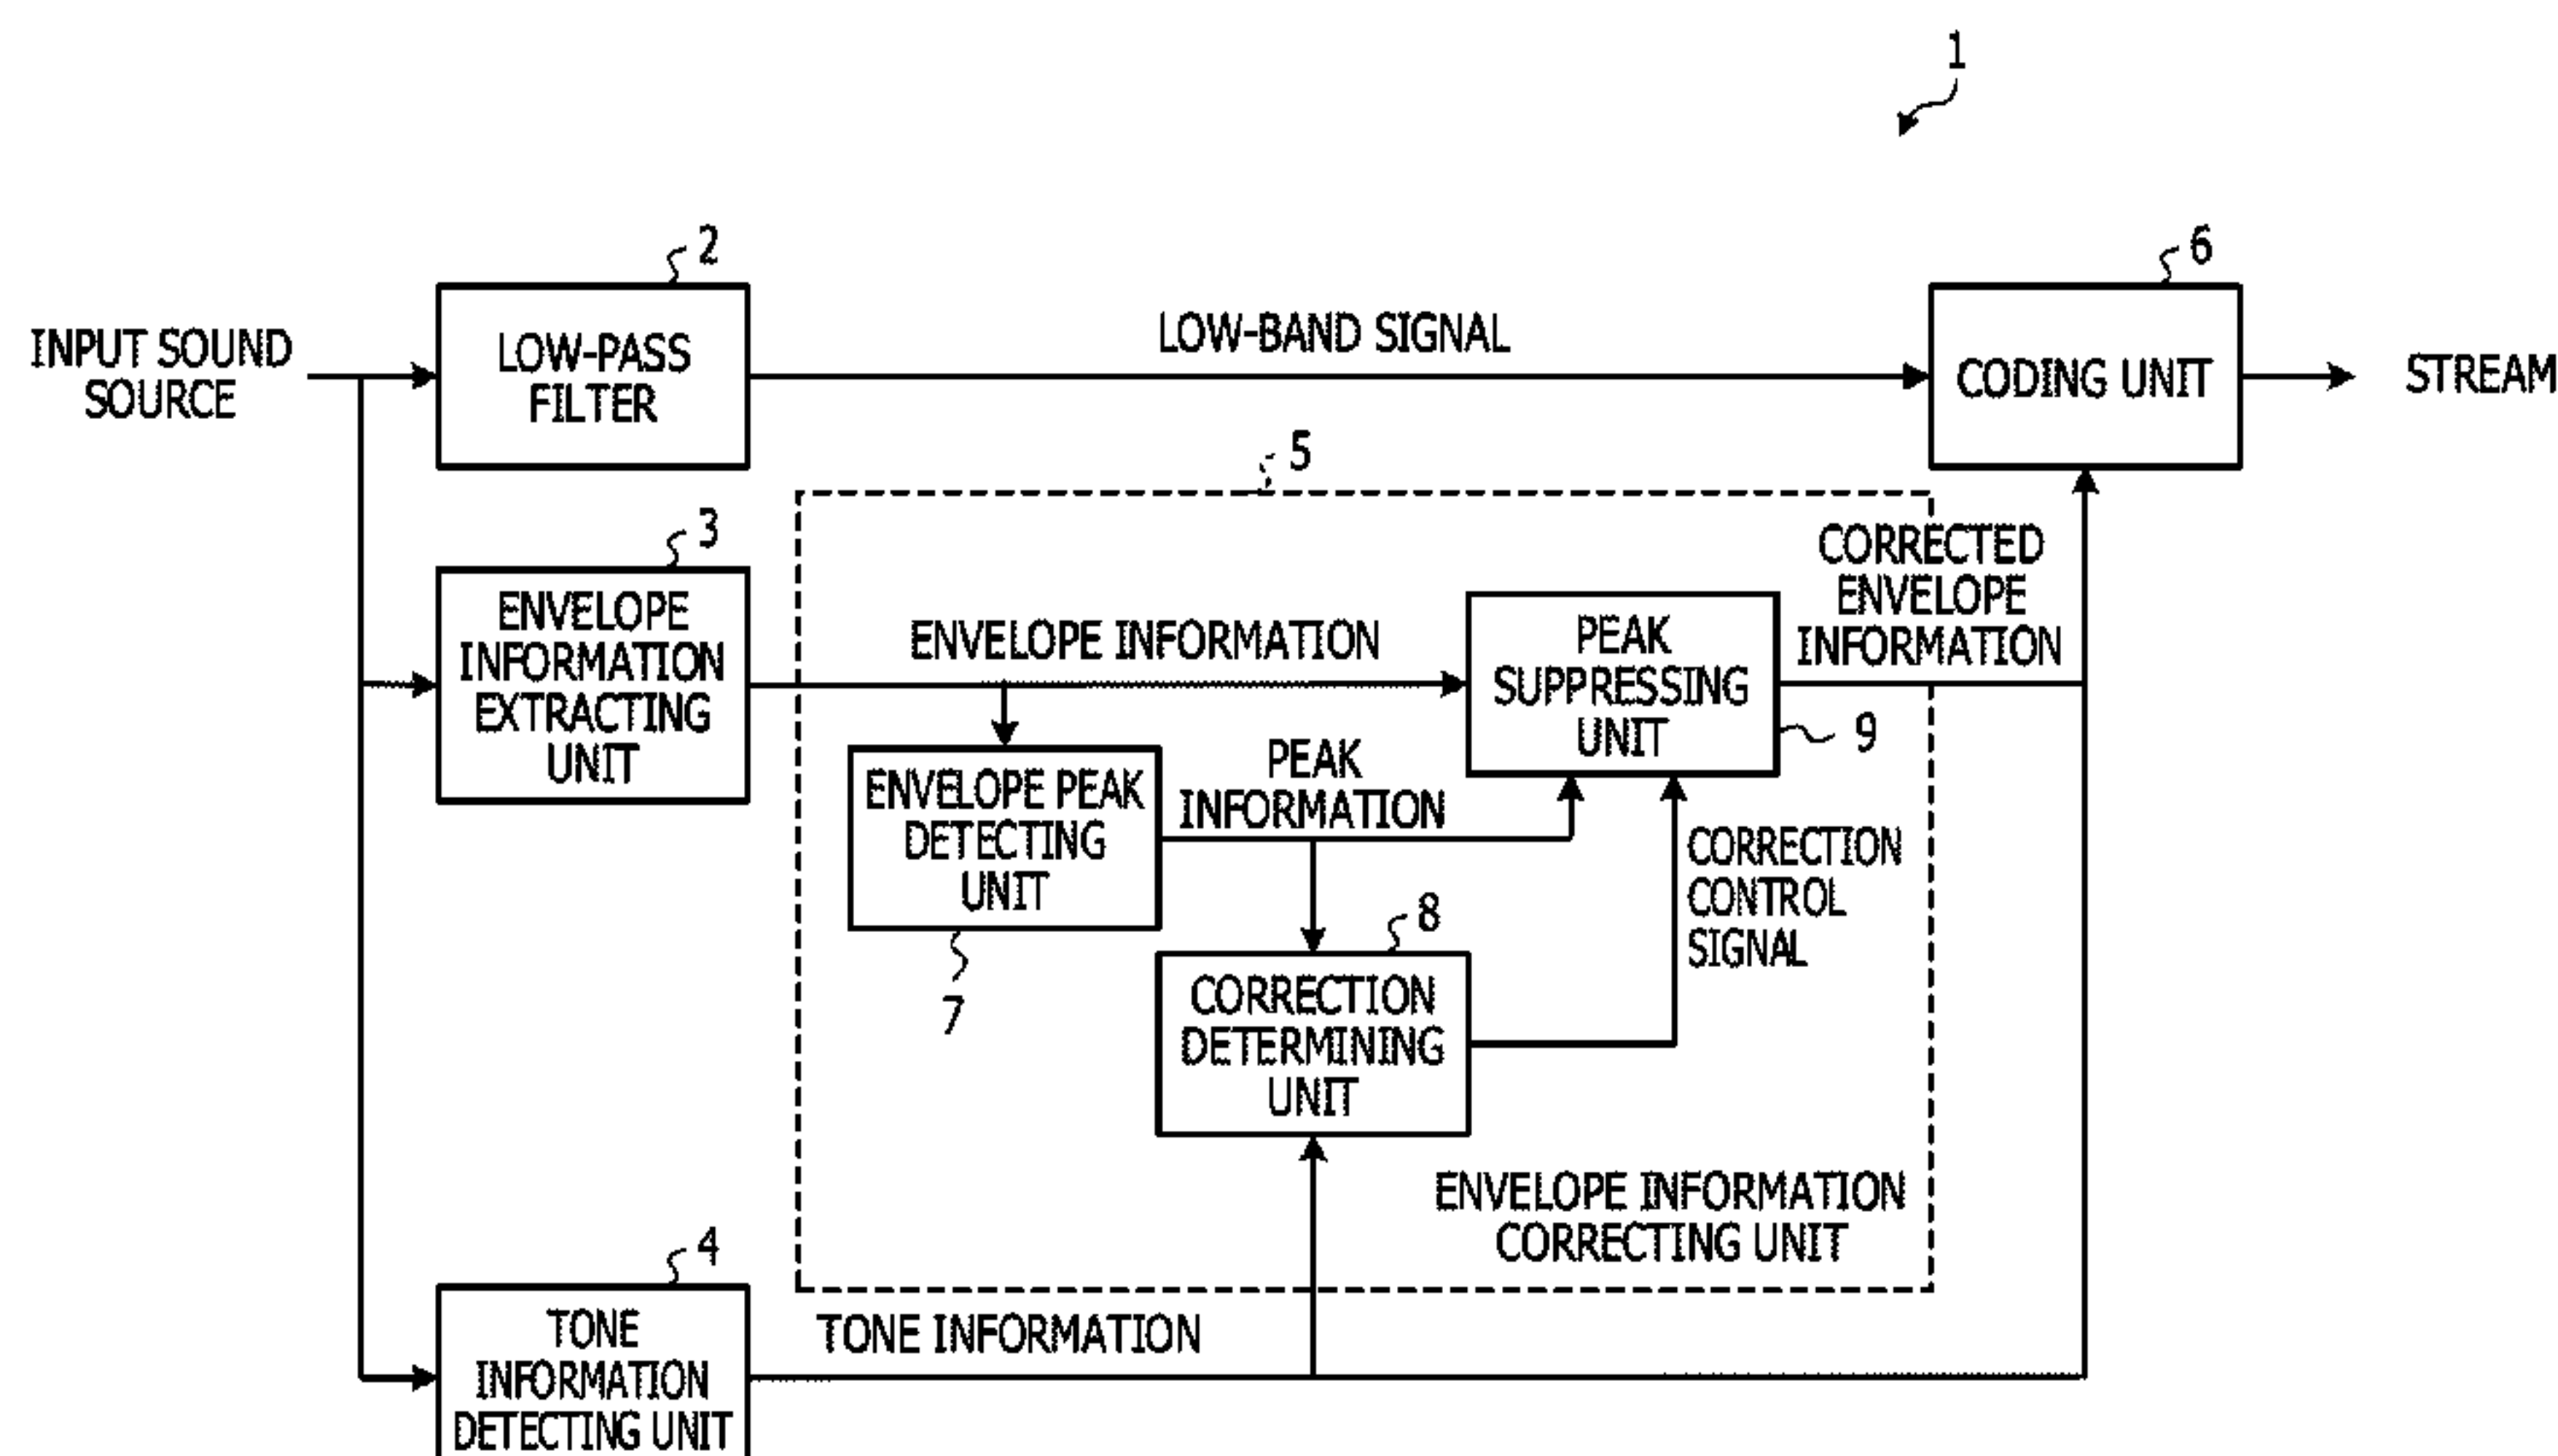 1
2
6
INPUT SOUND
SOURCE
LOW-PASS
FILTER
LOW-BAND SIGNAL
CODING UNIT
STREAM
5
3
ENVELOPE
INFORMATION
EXTRACTING
UNIT
ENVELOPE INFORMATION
PEAK
SUPPRESSING
UNIT
9
CORRECTED
ENVELOPE
INFORMATION
ENVELOPE PEAK
DETECTING
UNIT
7
PEAK
INFORMATION
CORRECTION
CONTROL
SIGNAL
8
CORRECTION
DETERMINING
UNIT
ENVELOPE INFORMATION
CORRECTING UNIT
4
TONE
INFORMATION
DETECTING UNIT
TONE INFORMATION